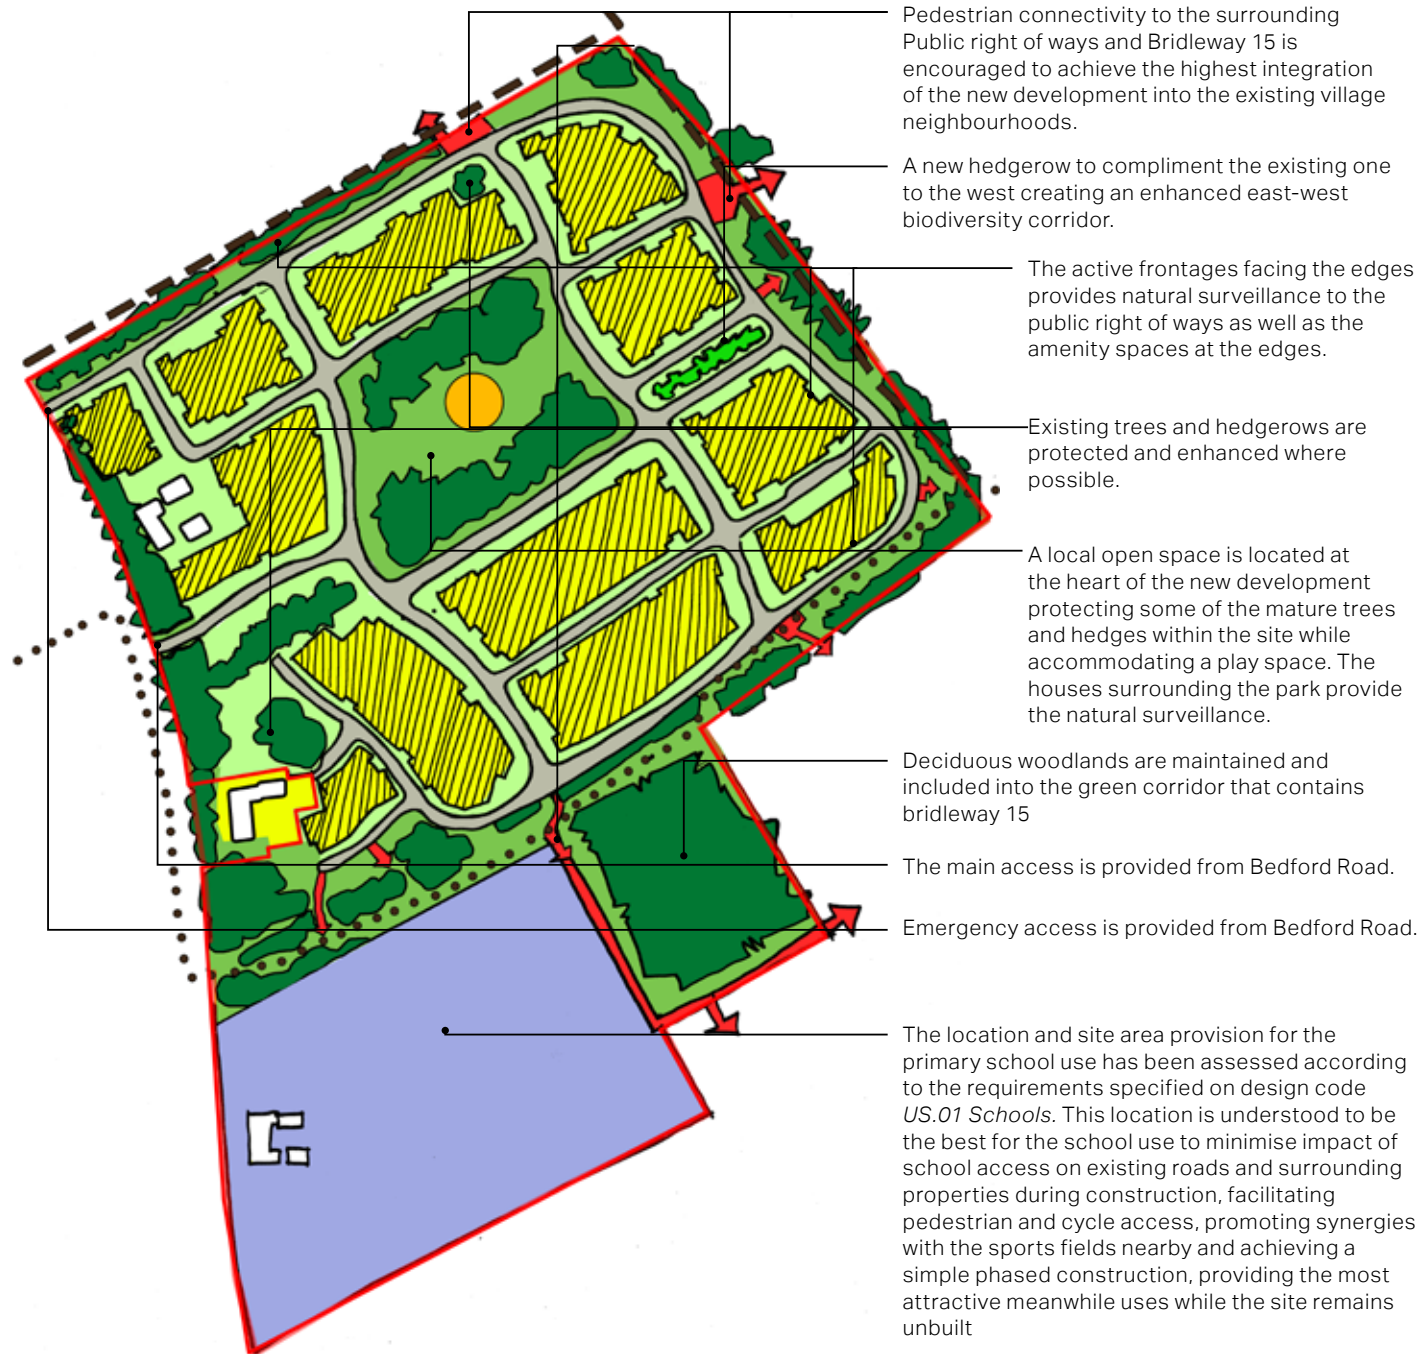 Pedestrian connectivity to the surrounding
Public right of ways and Bridleway 15 is
encouraged to achieve the highest integration
of the new development into the existing village
neighbourhoods.
A new hedgerow to compliment the existing one
to the west creating an enhanced east-west
biodiversity corridor.
The active frontages facing the edges
provides natural surveillance to the
public right of ways as well as the
amenity spaces at the edges.
Existing trees and hedgerows are
protected and enhanced where
possible.
A local open space is located at
the heart of the new development
protecting some of the mature trees
and hedges within the site while
accommodating a play space. The
houses surrounding the park provide
the natural surveillance.
Deciduous woodlands are maintained and
included into the green corridor that contains
bridleway 15
The main access is provided from Bedford Road.
Emergency access is provided from Bedford Road.
The location and site area provision for the
primary school use has been assessed according
to the requirements specified on design code
US.01 Schools. This location is understood to be
the best for the school use to minimise impact of
school access on existing roads and surrounding
properties during construction, facilitating
pedestrian and cycle access, promoting synergies
with the sports fields nearby and achieving a
simple phased construction, providing the most
attractive meanwhile uses while the site remains
unbuilt